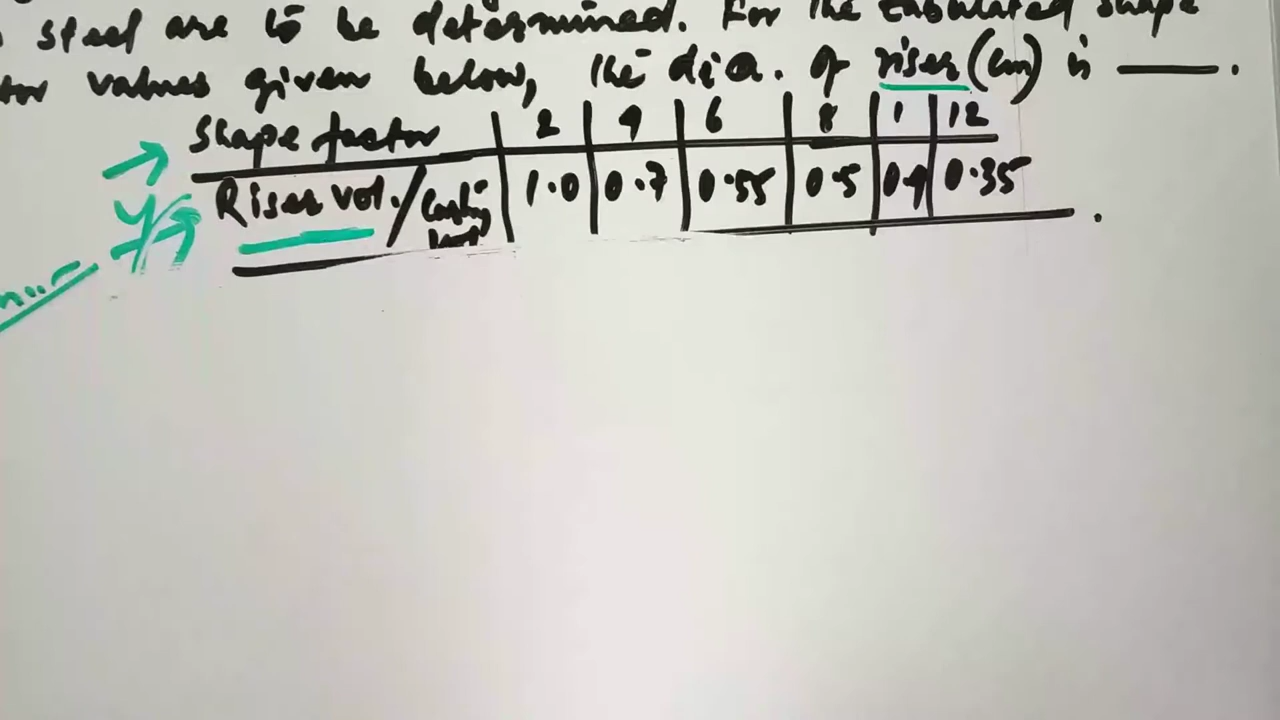 steel are to be determined. For the tabulated shape
tor values given below, the dia. of riser (cm) is ____.
Shape factor 2 4 6 8 1 12
Riser vol. / Casting 1.0 0.7 0.55 0.5 0.4 0.35 .